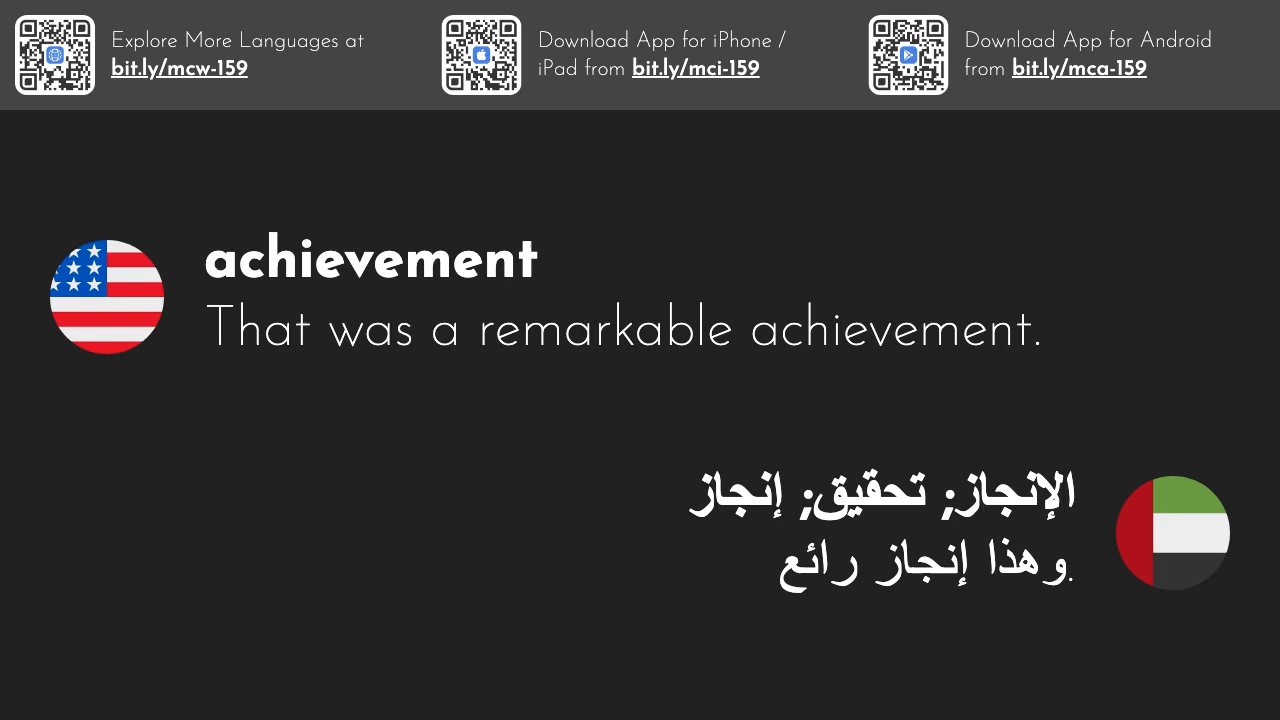 Explore More Languages at
bit.ly/mcw-159
Download App for iPhone /
iPad from bit.ly/mci-159
Download App for Android
from bit.ly/mca-159
achievement
That was a remarkable achievement.
الإنجاز; تحقيق; إنجاز
وهذا إنجاز رائع.